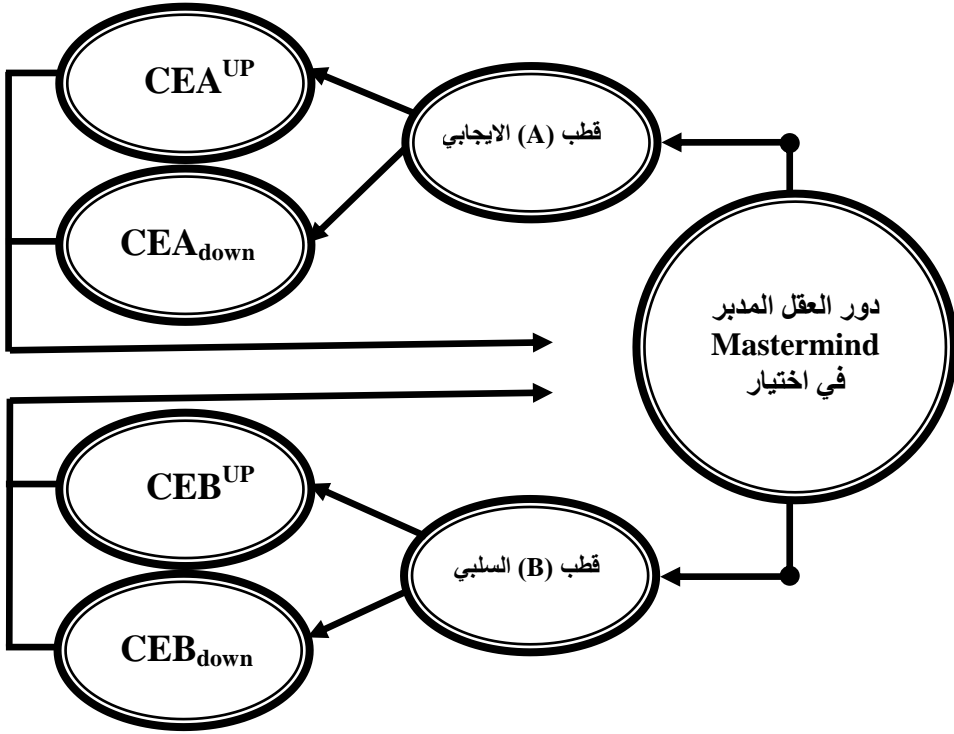 دور العقل المدبر
Mastermind
في اختيار
قطب (A) الايجابي
CEA^UP
CEA_down
قطب (B) السلبي
CEB^UP
CEB_down